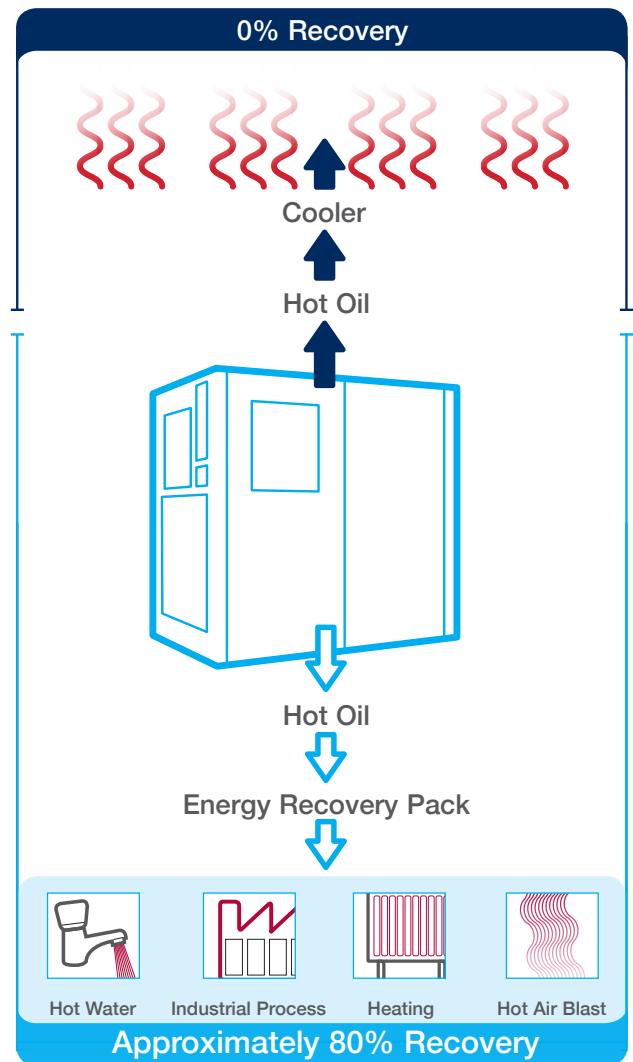 0% Recovery
Cooler
Hot Oil
Hot Oil
Energy Recovery Pack
Hot Water
Industrial Process
Heating
Hot Air Blast
Approximately 80% Recovery